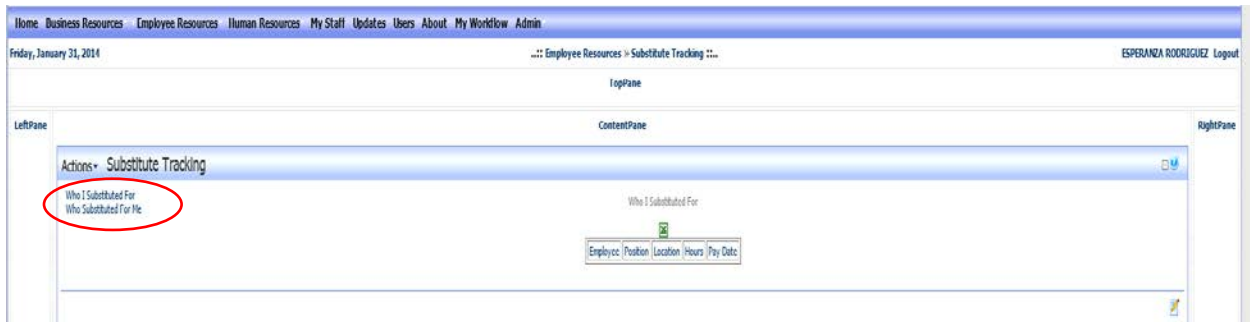 Home Business Resources Employee Resources Human Resources My Staff Updates Users About My Workflow Admin
Friday, January 31, 2014 ..:: Employee Resources > Substitute Tracking ::.. ESPERANZA RODRIGUEZ Logout
TopPane
LeftPane ContentPane RightPane
Actions Substitute Tracking
Who I Substituted For
Who Substituted For Me
Who I Substituted For
Employee Position Location Hours Pay Date